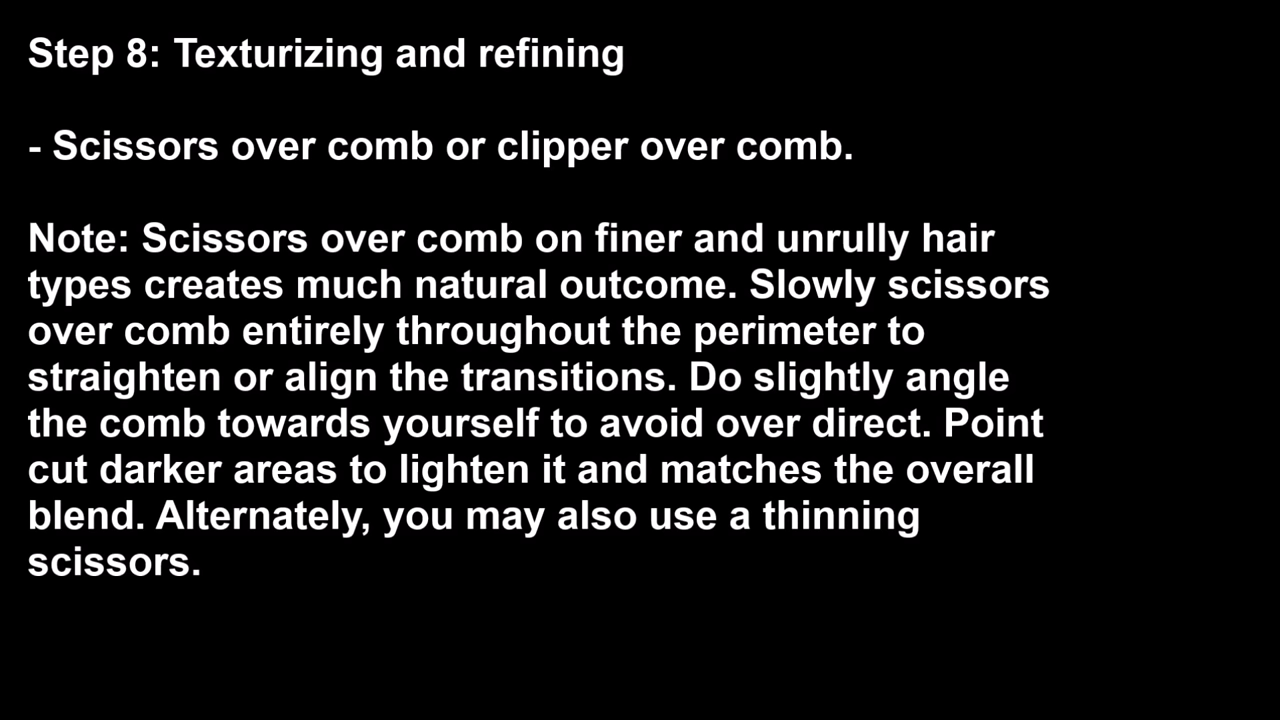 Step 8: Texturizing and refining
- Scissors over comb or clipper over comb.
Note: Scissors over comb on finer and unrully hair
types creates much natural outcome. Slowly scissors
over comb entirely throughout the perimeter to
straighten or align the transitions. Do slightly angle
the comb towards yourself to avoid over direct. Point
cut darker areas to lighten it and matches the overall
blend. Alternately, you may also use a thinning
scissors.